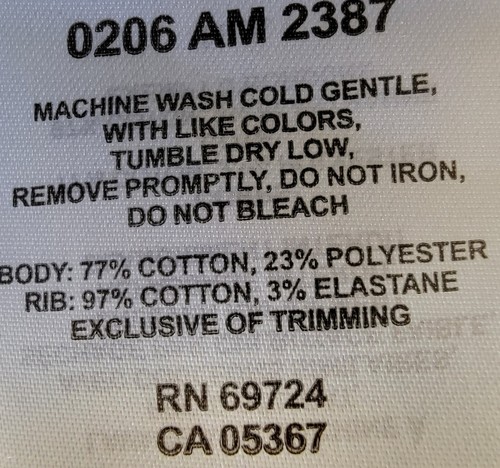 0206 AM 2387
MACHINE WASH COLD GENTLE,
WITH LIKE COLORS,
TUMBLE DRY LOW,
REMOVE PROMPTLY, DO NOT IRON,
DO NOT BLEACH
BODY: 77% COTTON, 23% POLYESTER
RIB: 97% COTTON, 3% ELASTANE
EXCLUSIVE OF TRIMMING
RN 69724
CA 05367